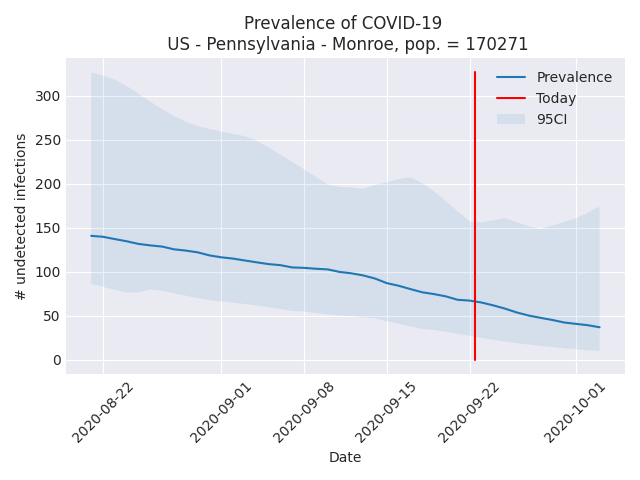 Prevalence of COVID-19
US - Pennsylvania - Monroe, pop. = 170271
Prevalence
Today
95CI
# undetected infections
300
250
200
150
100
50
0
2020-08-22
2020-09-01
2020-09-08
2020-09-15
2020-09-22
2020-10-01
Date